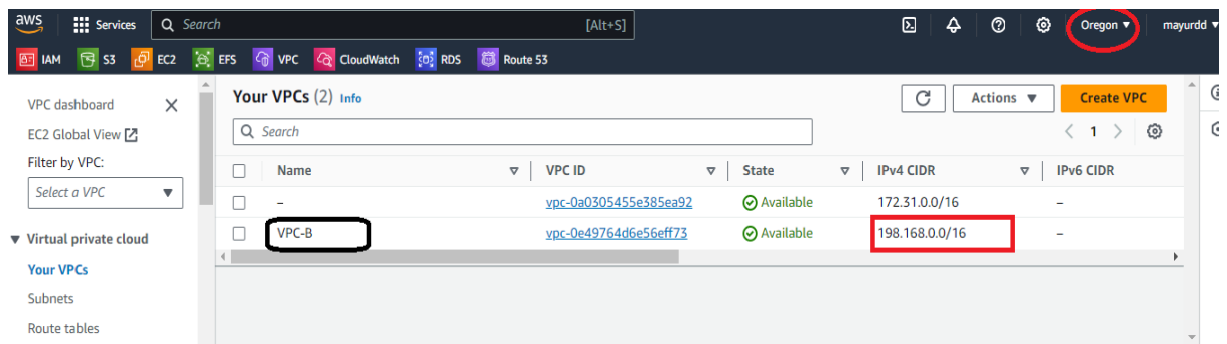 aws Services Search [Alt+S] Oregon ▼ mayurdd ▼
IAM S3 EC2 EFS VPC CloudWatch RDS Route 53
VPC dashboard
EC2 Global View
Filter by VPC:
Select a VPC
Virtual private cloud
Your VPCs
Subnets
Route tables
Your VPCs (2) Info
Actions ▼ Create VPC
Search
< 1 >
Name VPC ID State IPv4 CIDR IPv6 CIDR
– vpc-0a0305455e385ea92 Available 172.31.0.0/16 –
VPC-B vpc-0e49764d6e56eff73 Available 198.168.0.0/16 –